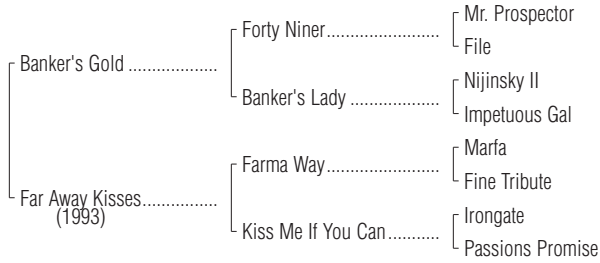 Mr. Prospector
Forty Niner......................
File
Banker's Gold ..................
Nijinsky II
Banker's Lady ..................
Impetuous Gal
Marfa
Farma Way......................
Fine Tribute
Far Away Kisses...............
(1993)
Irongate
Kiss Me If You Can..........
Passions Promise